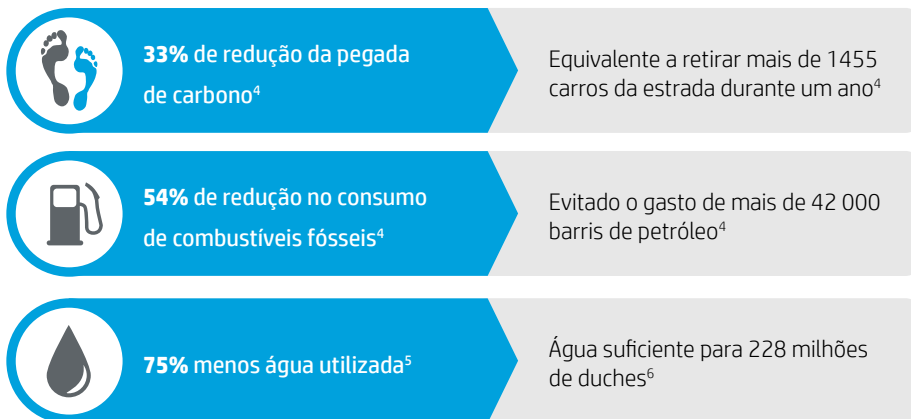 33% de redução da pegada
de carbono⁴
Equivalente a retirar mais de 1455
carros da estrada durante um ano⁴
54% de redução no consumo
de combustíveis fósseis⁴
Evitado o gasto de mais de 42 000
barris de petróleo⁴
75% menos água utilizada⁵
Água suficiente para 228 milhões
de duches⁶